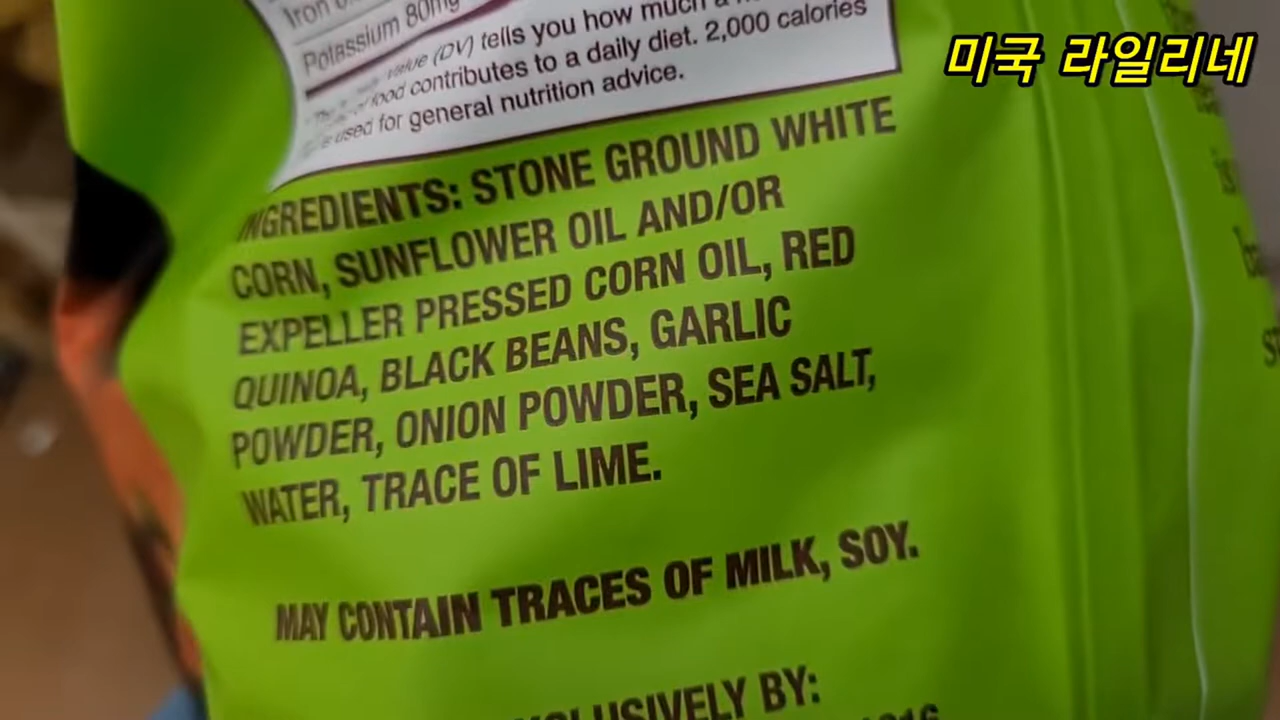 미국 라일리네
Iron
Potassium 80mg
Value (DV) tells you how much a
food contributes to a daily diet. 2,000 calories
used for general nutrition advice.
INGREDIENTS: STONE GROUND WHITE
CORN, SUNFLOWER OIL AND/OR
EXPELLER PRESSED CORN OIL, RED
QUINOA, BLACK BEANS, GARLIC
POWDER, ONION POWDER, SEA SALT,
WATER, TRACE OF LIME.
MAY CONTAIN TRACES OF MILK, SOY.
BY: